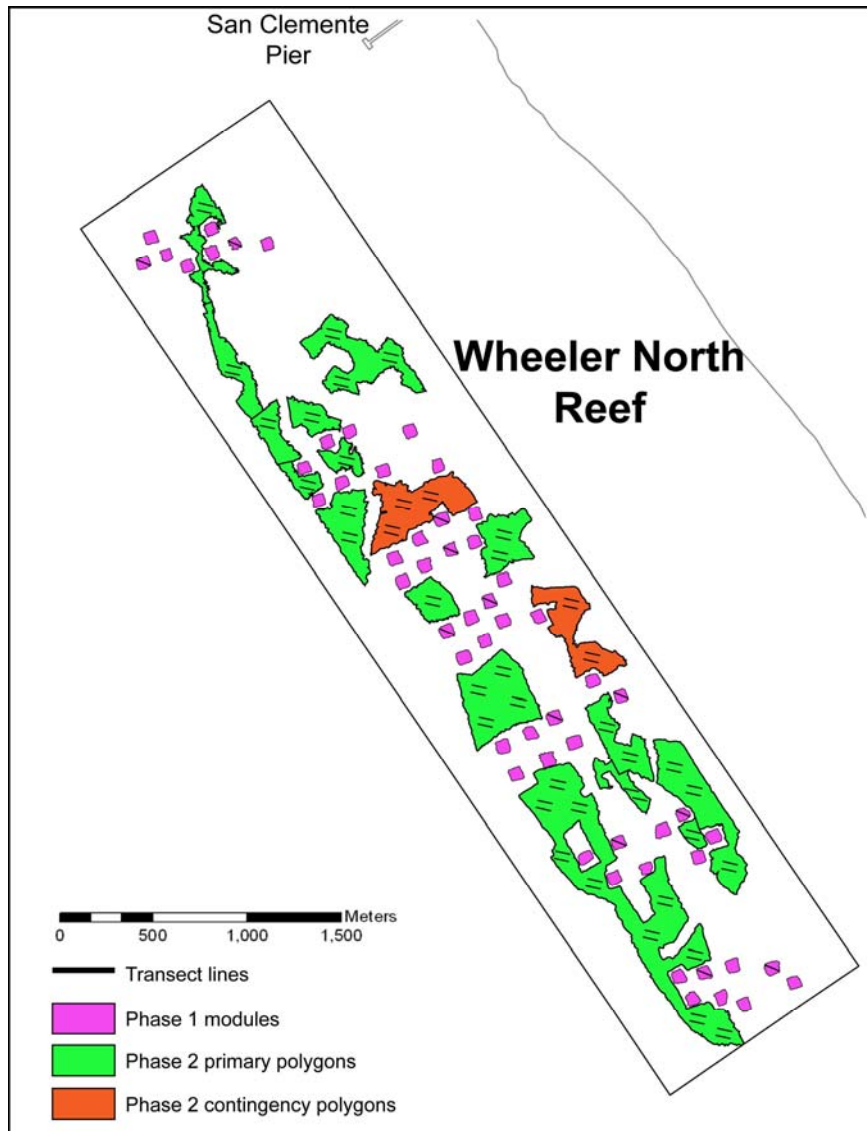 San Clemente
Pier
Wheeler North
Reef
Meters
0 500 1,000 1,500
Transect lines
Phase 1 modules
Phase 2 primary polygons
Phase 2 contingency polygons